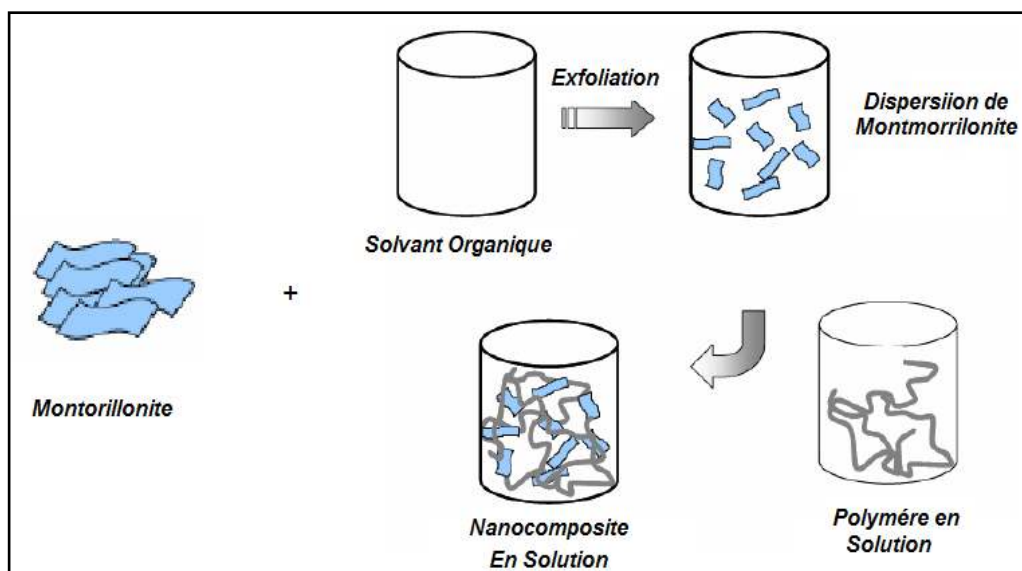 Exfoliation
Dispersiion de
Montmorrilonite
Solvant Organique
+
Montorillonite
Nanocomposite
En Solution
Polymére en
Solution